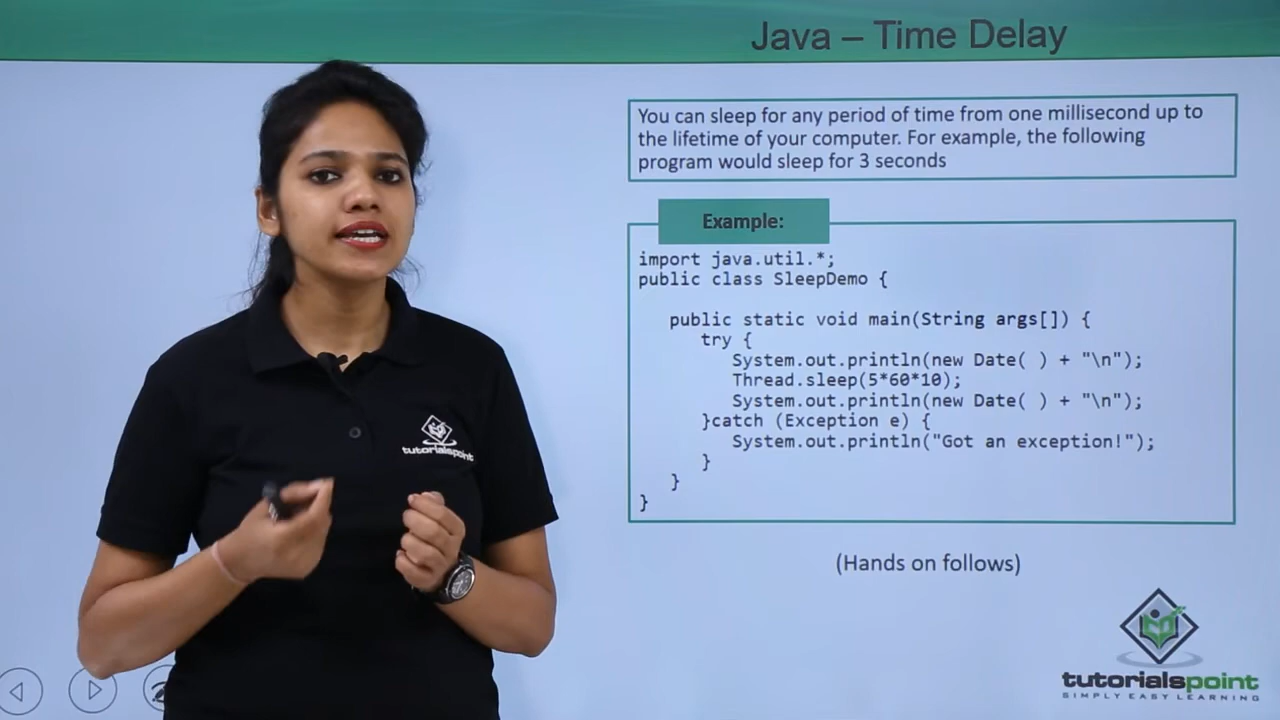 Java – Time Delay
You can sleep for any period of time from one millisecond up to
the lifetime of your computer. For example, the following
program would sleep for 3 seconds
Example:
import java.util.*;
public class SleepDemo {
public static void main(String args[]) {
try {
System.out.println(new Date( ) + "\n");
Thread.sleep(5*60*10);
System.out.println(new Date( ) + "\n");
}catch (Exception e) {
System.out.println("Got an exception!");
}
}
}
(Hands on follows)
tutorialspoint
tutorialspoint
SIMPLY EASY LEARNING